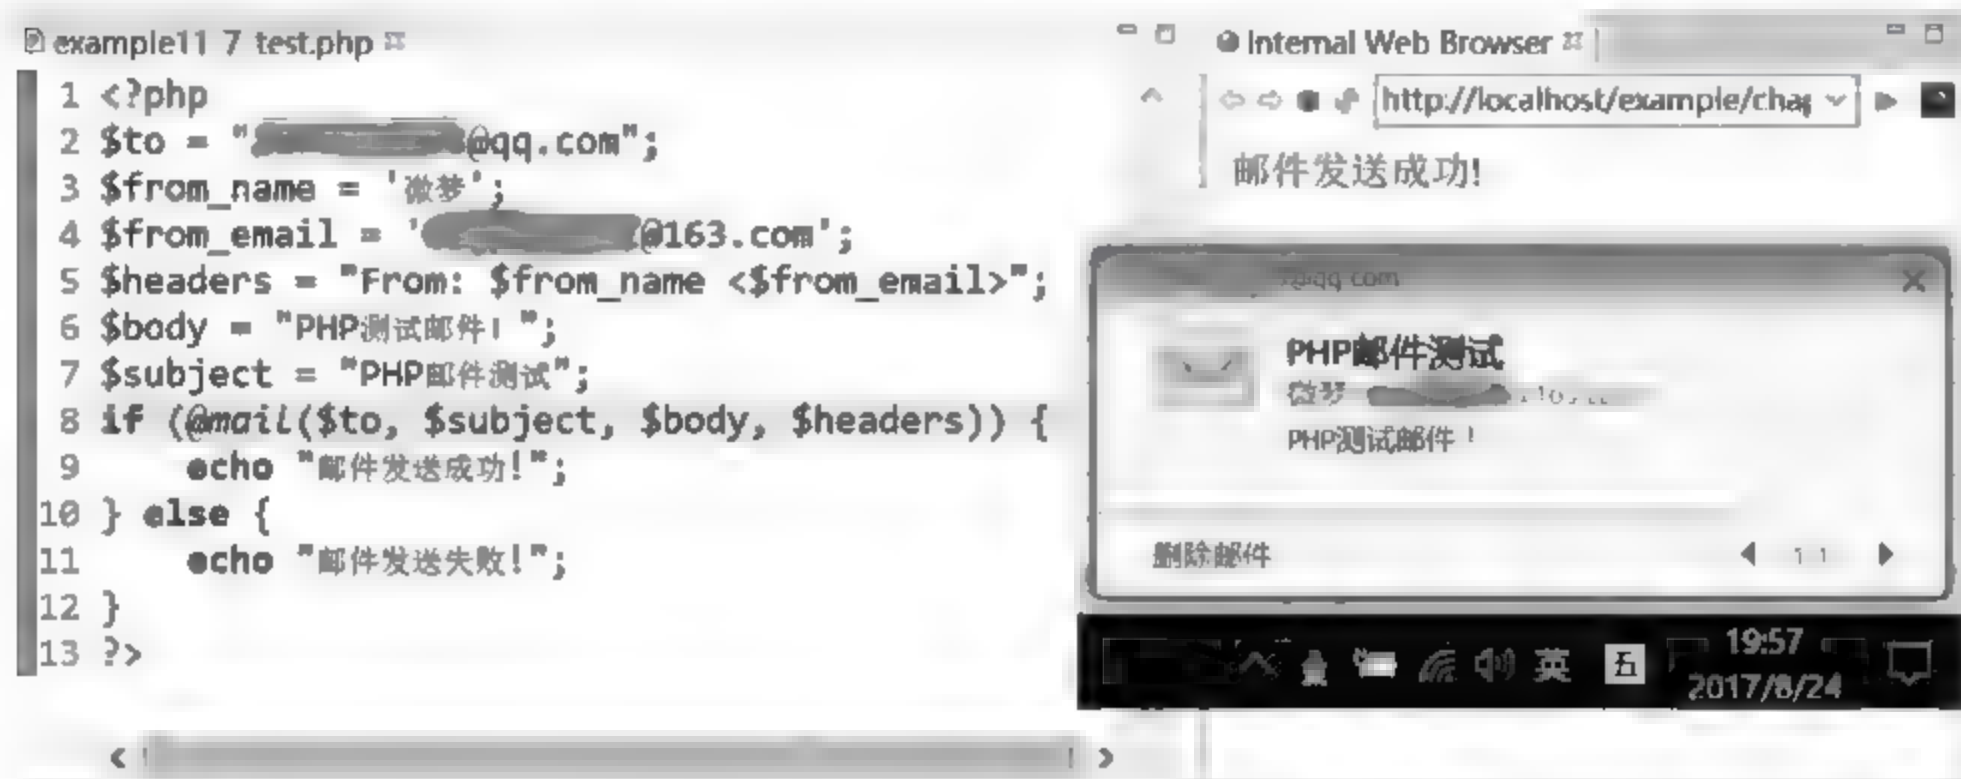 example11 7 test.php
1 <?php
2 $to = "@qq.com";
3 $from_name = '微梦';
4 $from_email = '@163.com';
5 $headers = "From: $from_name <$from_email>";
6 $body = "PHP测试邮件!";
7 $subject = "PHP邮件测试";
8 if (@mail($to, $subject, $body, $headers)) {
9 echo "邮件发送成功!";
10 } else {
11 echo "邮件发送失败!";
12 }
13 ?>
Internal Web Browser
http://localhost/example/chap
邮件发送成功!
@qq com
PHP邮件测试
微梦
PHP测试邮件!
删除邮件
1 1
英 五 19:57
2017/8/24